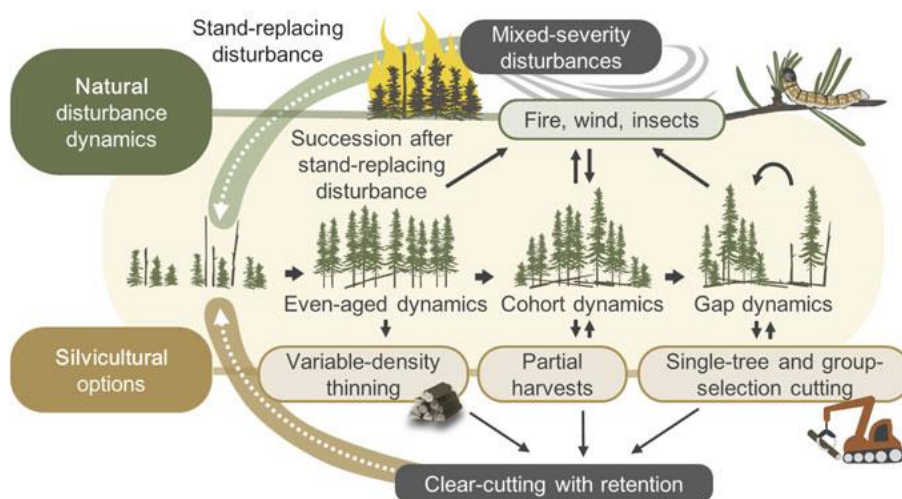 Stand-replacing
disturbance
Mixed-severity
disturbances
Natural
disturbance
dynamics
Fire, wind, insects
Succession after
stand-replacing
disturbance
Even-aged dynamics
Cohort dynamics
Gap dynamics
Silvicultural
options
Variable-density
thinning
Partial
harvests
Single-tree and group-
selection cutting
Clear-cutting with retention